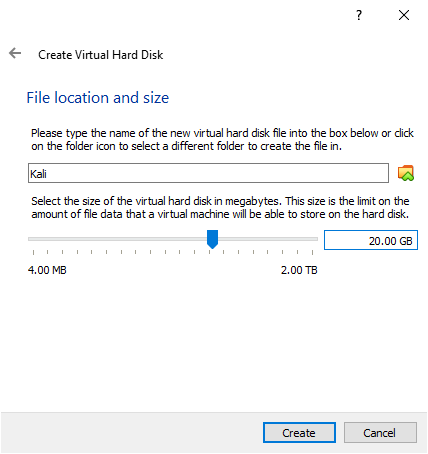 ?
Create Virtual Hard Disk
File location and size
Please type the name of the new virtual hard disk file into the box below or click
on the folder icon to select a different folder to create the file in.
Kali
Select the size of the virtual hard disk in megabytes. This size is the limit on the
amount of file data that a virtual machine will be able to store on the hard disk.
20.00 GB
4.00 MB 2.00 TB
Create Cancel